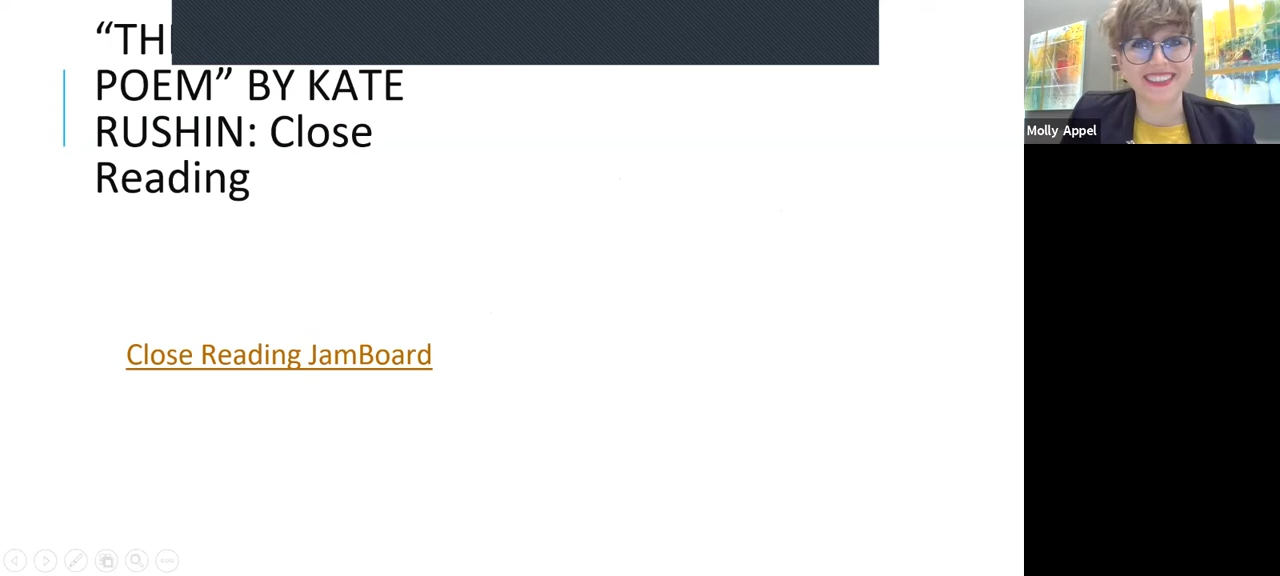 “TH
POEM” BY KATE
RUSHIN: Close
Reading
Close Reading JamBoard
Molly Appel